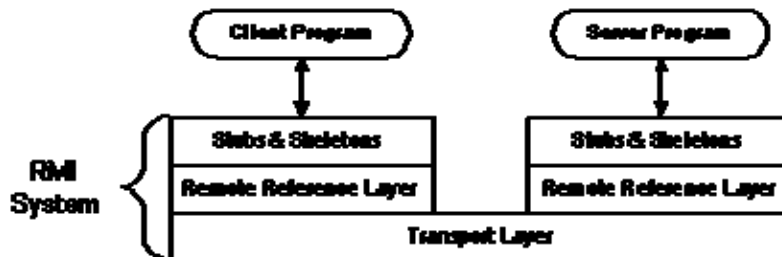 Client Program
Server Program
Stubs & Skeletons
Stubs & Skeletons
RMI
System
Remote Reference Layer
Remote Reference Layer
Transport Layer